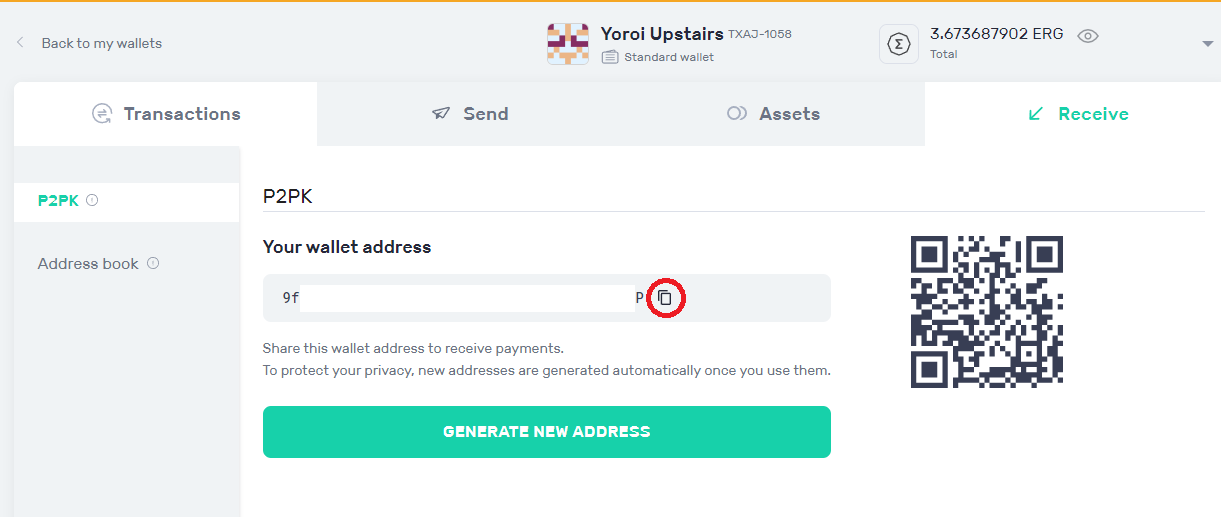 Back to my wallets
Yoroi Upstairs TXAJ-1058
Standard wallet
3.673687902 ERG
Total
Transactions
Send
Assets
Receive
P2PK
Address book
P2PK
Your wallet address
9f P
Share this wallet address to receive payments.
To protect your privacy, new addresses are generated automatically once you use them.
GENERATE NEW ADDRESS